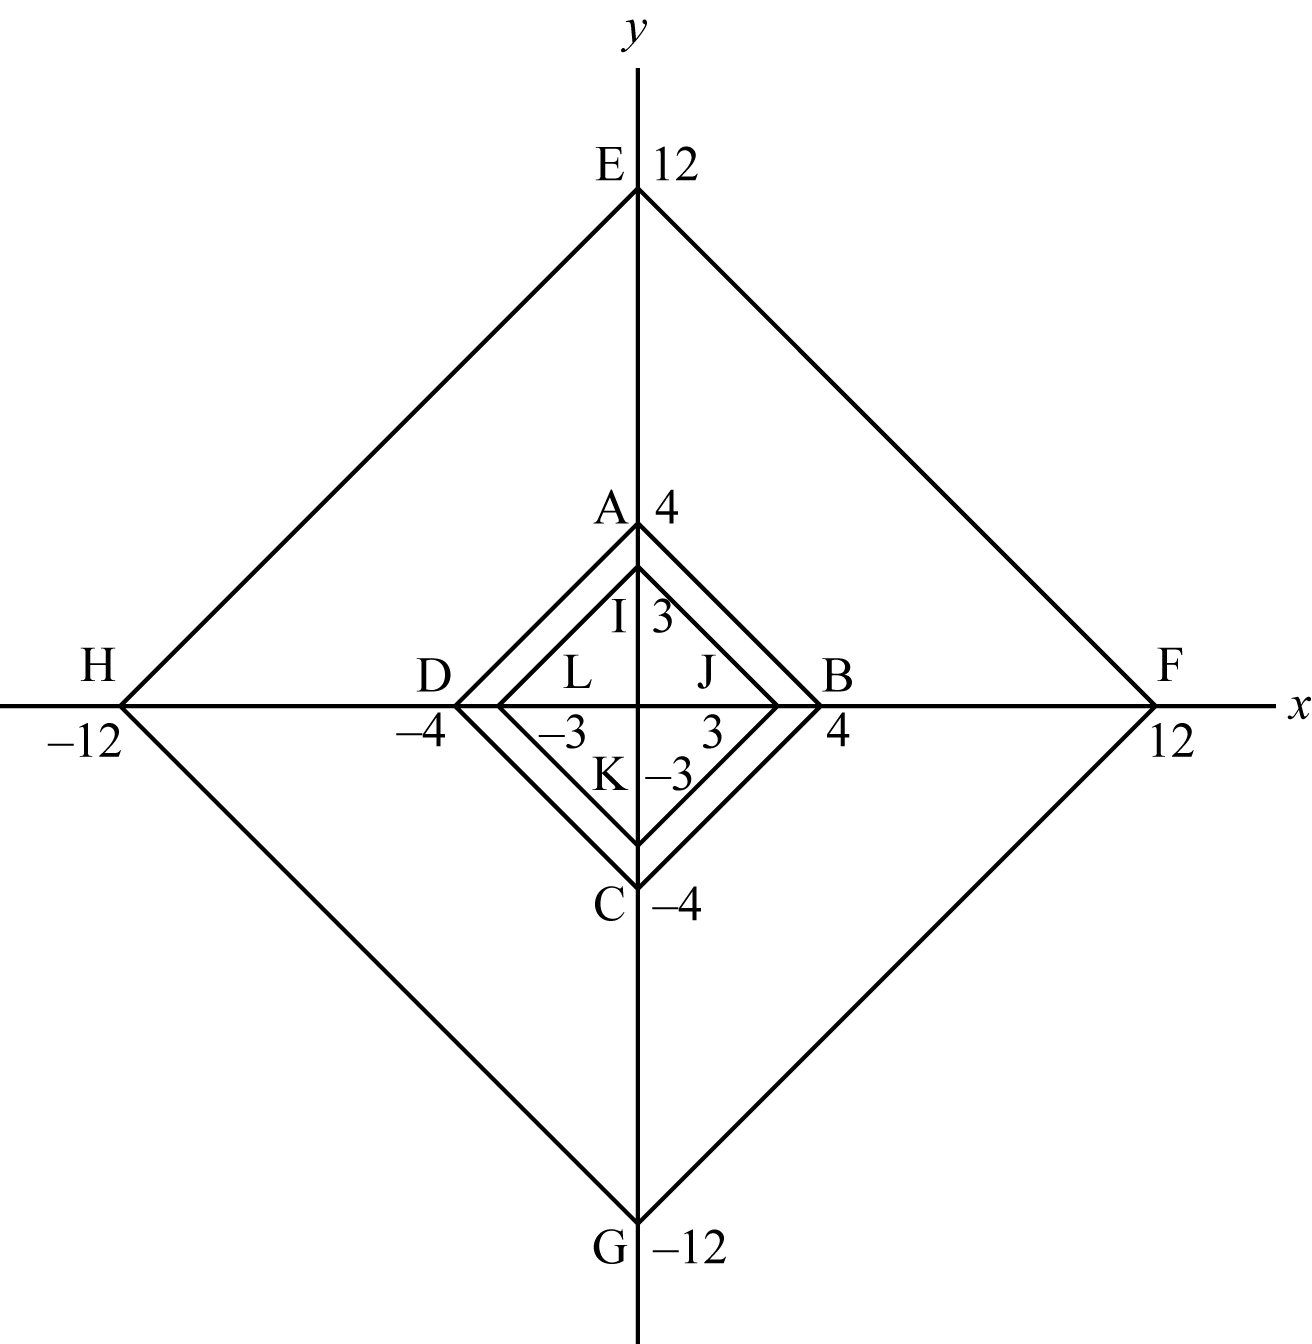 y
E 12
A 4
I 3
H D L J B F x
–12 –4 –3 3 4 12
K –3
C –4
G –12